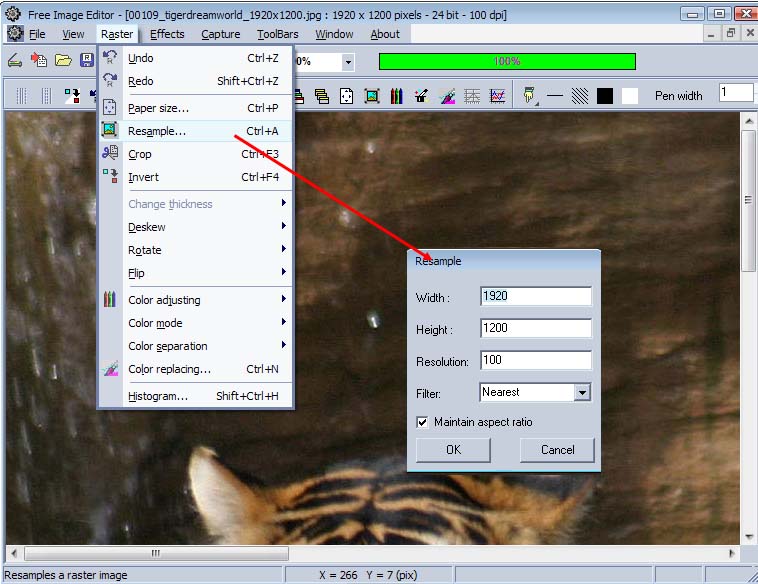 Free Image Editor - [00109_tigerdreamworld_1920x1200.jpg : 1920 x 1200 pixels - 24 bit - 100 dpi]
File View Raster Effects Capture ToolBars Window About
Undo Ctrl+Z
Redo Shift+Ctrl+Z
Paper size... Ctrl+P
Resample... Ctrl+A
Crop Ctrl+F3
Invert Ctrl+F4
Change thickness
Deskew
Rotate
Flip
Color adjusting
Color mode
Color separation
Color replacing... Ctrl+N
Histogram... Shift+Ctrl+H
0%
100%
Pen width 1
Resample
Width : 1920
Height : 1200
Resolution: 100
Filter: Nearest
Maintain aspect ratio
OK Cancel
Samples a raster image X = 266 Y = 7 (pix)